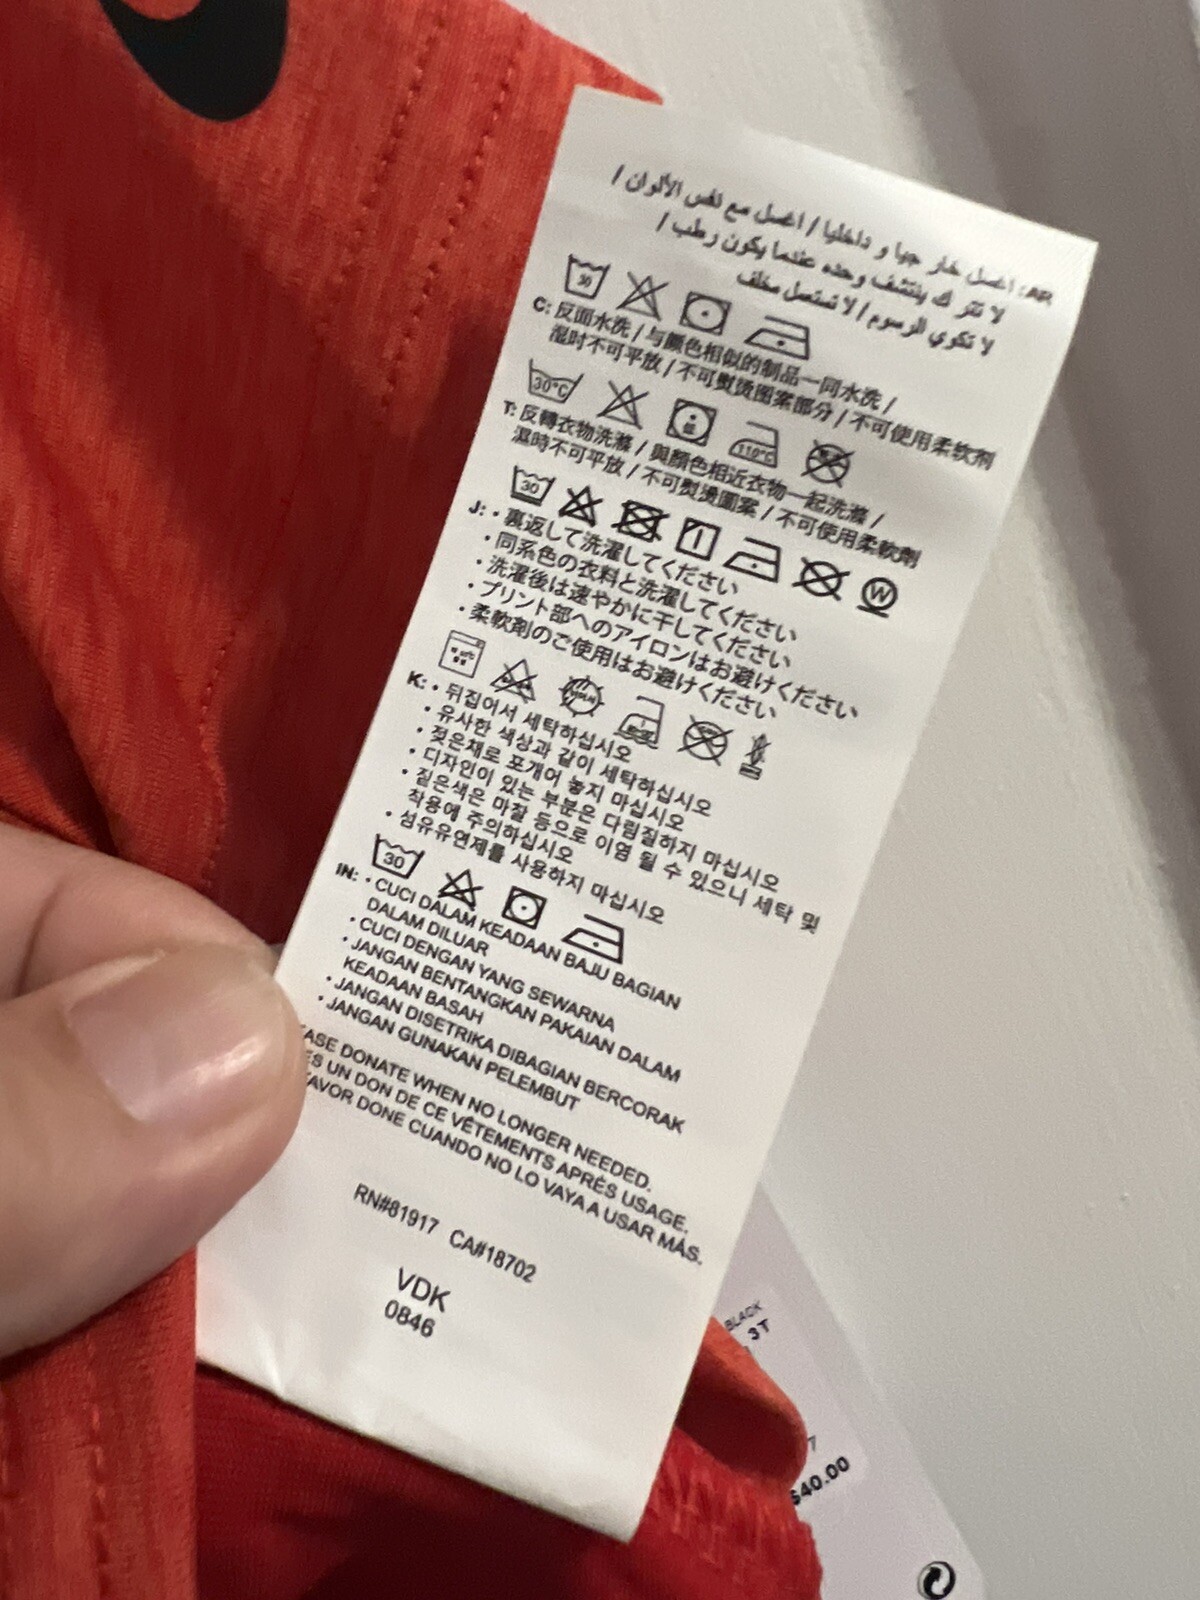 AR: اغسل خار جيا و داخليا / اغسل مع نفس الألوان /
لا تتر ك ينتشف وحده عندما يكون رطب /
لا تكوي الرسوم / لا تستعمل مخلف
30
C: 反面水洗 / 与颜色相似的制品一同水洗 /
湿时不可平放 / 不可熨烫图案部分 / 不可使用柔软剂
30°C 110°C
T: 反轉衣物洗滌 / 與顏色相近衣物一起洗滌 /
濕時不可平放 / 不可熨燙圖案 / 不可使用柔軟劑
30 W
J: • 裏返して洗濯してください
• 同系色の衣料と洗濯してください
• 洗濯後は速やかに干してください
• プリント部へのアイロンはお避けください
• 柔軟剤のご使用はお避けください
K: • 뒤집어서 세탁하십시오
• 유사한 색상과 같이 세탁하십시오
• 젖은채로 포개어 놓지 마십시오
• 디자인이 있는 부분은 다림질하지 마십시오
• 짙은색은 마찰 등으로 이염 될 수 있으니 세탁 및
착용에 주의하십시오
• 섬유유연제를 사용하지 마십시오
30
IN: • CUCI DALAM KEADAAN BAJU BAGIAN
DALAM DILUAR
• CUCI DENGAN YANG SEWARNA
• JANGAN BENTANGKAN PAKAIAN DALAM
KEADAAN BASAH
• JANGAN DISETRIKA DIBAGIAN BERCORAK
• JANGAN GUNAKAN PELEMBUT
ASE DONATE WHEN NO LONGER NEEDED.
ES UN DON DE CE VÊTEMENTS APRÈS USAGE.
FAVOR DONE CUANDO NO LO VAYA A USAR MÁS.
RN#81917 CA#18702
VDK
0846
BLACK
3T
$40.00